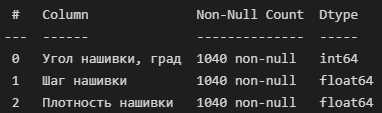 #   Column               Non-Null Count  Dtype
---  ------               --------------  -----
0   Угол нашивки, град   1040 non-null   int64
1   Шаг нашивки          1040 non-null   float64
2   Плотность нашивки    1040 non-null   float64